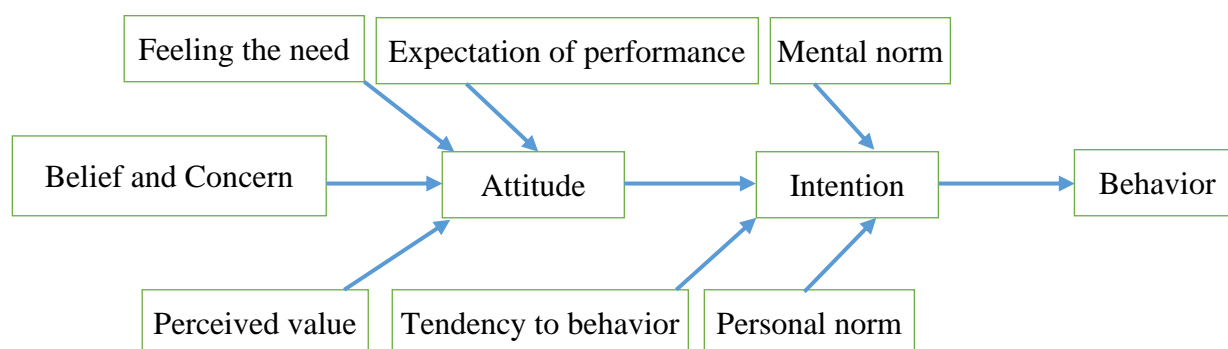 Feeling the need
Expectation of performance
Mental norm
Belief and Concern
Attitude
Intention
Behavior
Perceived value
Tendency to behavior
Personal norm